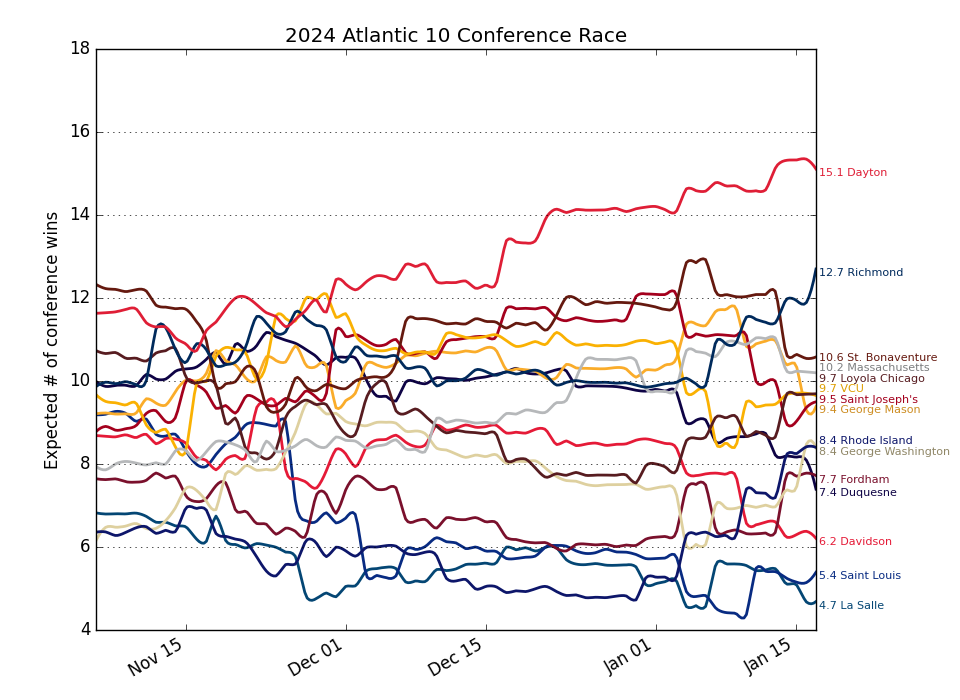 2024 Atlantic 10 Conference Race
Expected # of conference wins
18
16
14
12
10
8
6
4
Nov 15
Dec 01
Dec 15
Jan 01
Jan 15
15.1 Dayton
12.7 Richmond
10.6 St. Bonaventure
10.2 Massachusetts
9.7 Loyola Chicago
9.7 VCU
9.5 Saint Joseph's
9.4 George Mason
8.4 Rhode Island
8.4 George Washington
7.7 Fordham
7.4 Duquesne
6.2 Davidson
5.4 Saint Louis
4.7 La Salle